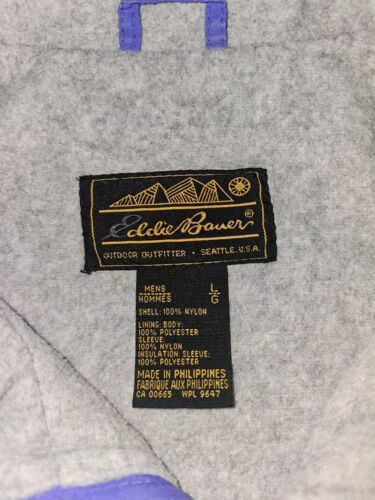 Eddie Bauer®
OUTDOOR OUTFITTER · SEATTLE, U.S.A.
MENS L
HOMMES G
SHELL: 100% NYLON
LINING: BODY:
100% POLYESTER
SLEEVE:
100% NYLON
INSULATION: SLEEVE:
100% POLYESTER
MADE IN PHILIPPINES
FABRIQUE AUX PHILIPPINES
CA 00665 WPL 9647